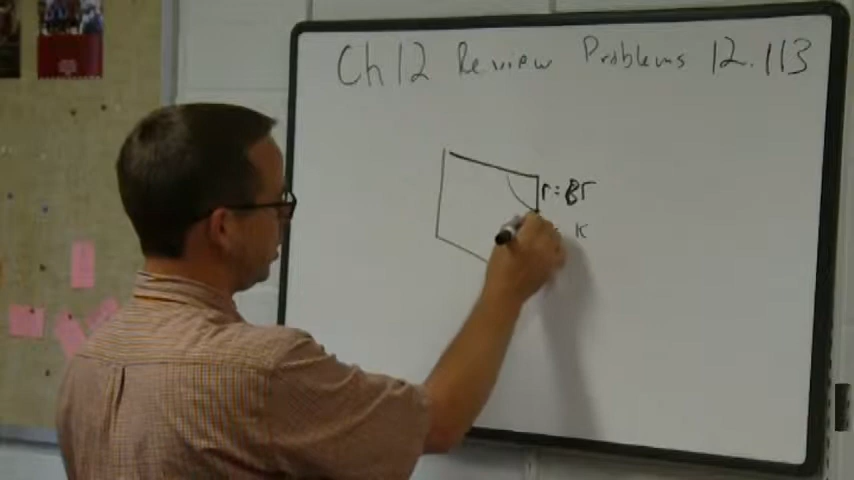 Ch 12 Review Problems 12.113
r = Br
= K